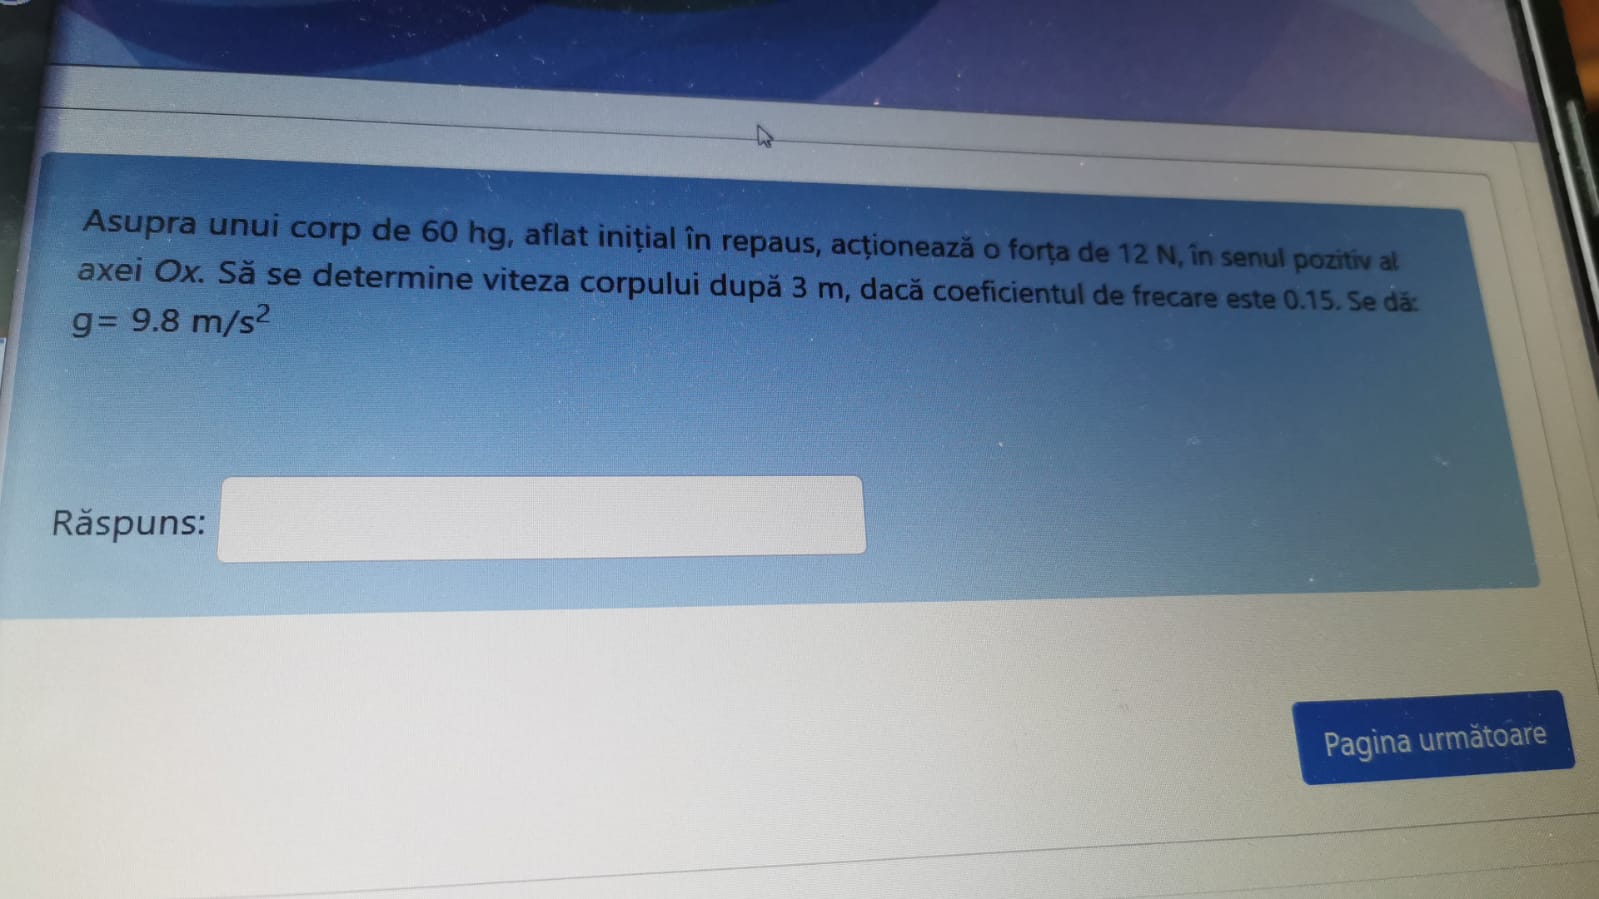 Asupra unui corp de 60 hg, aflat inițial în repaus, acționează o forța de 12 N, în senul pozitiv al
axei Ox. Să se determine viteza corpului după 3 m, dacă coeficientul de frecare este 0.15. Se dă:
g= 9.8 m/s²
Răspuns:
Pagina următoare